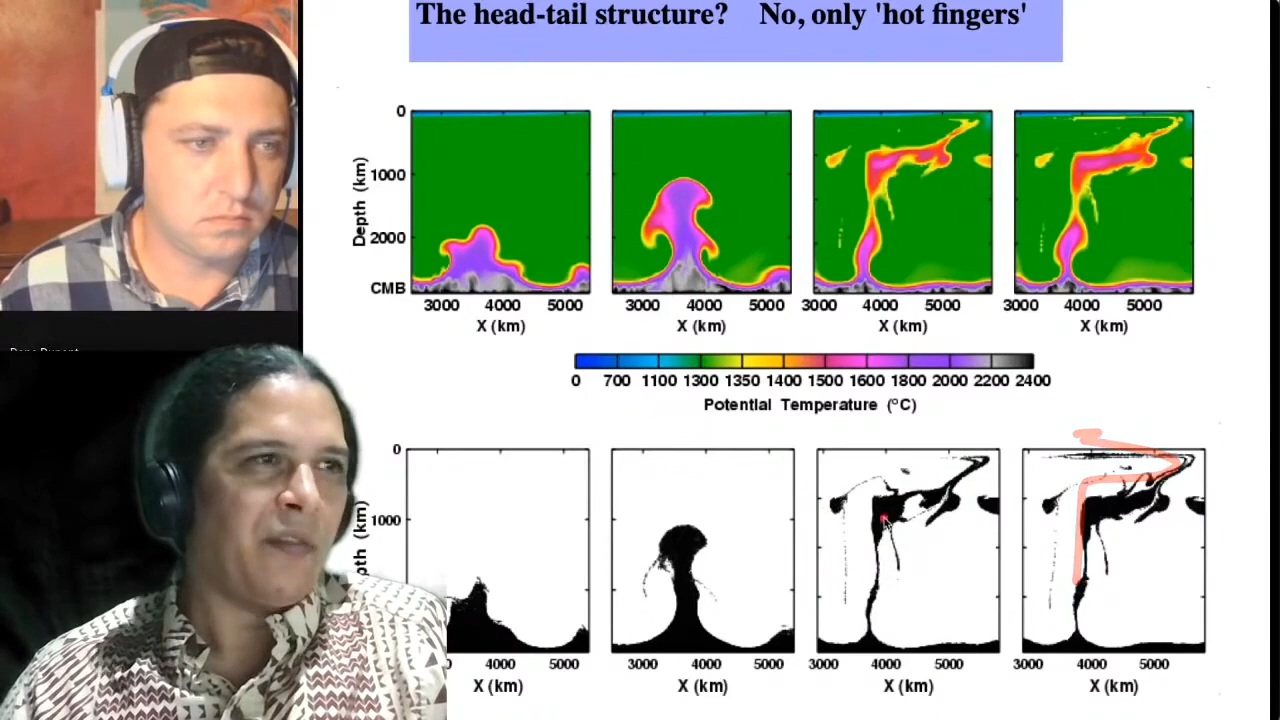 The head-tail structure? No, only 'hot fingers'
0
1000
2000
CMB
Depth (km)
3000 4000 5000
X (km)
3000 4000 5000
X (km)
3000 4000 5000
X (km)
3000 4000 5000
X (km)
0 700 1100 1300 1350 1400 1500 1600 1800 2000 2200 2400
Potential Temperature (°C)
0
1000
pth (km)
4000 5000
X (km)
3000 4000 5000
X (km)
3000 4000 5000
X (km)
3000 4000 5000
X (km)